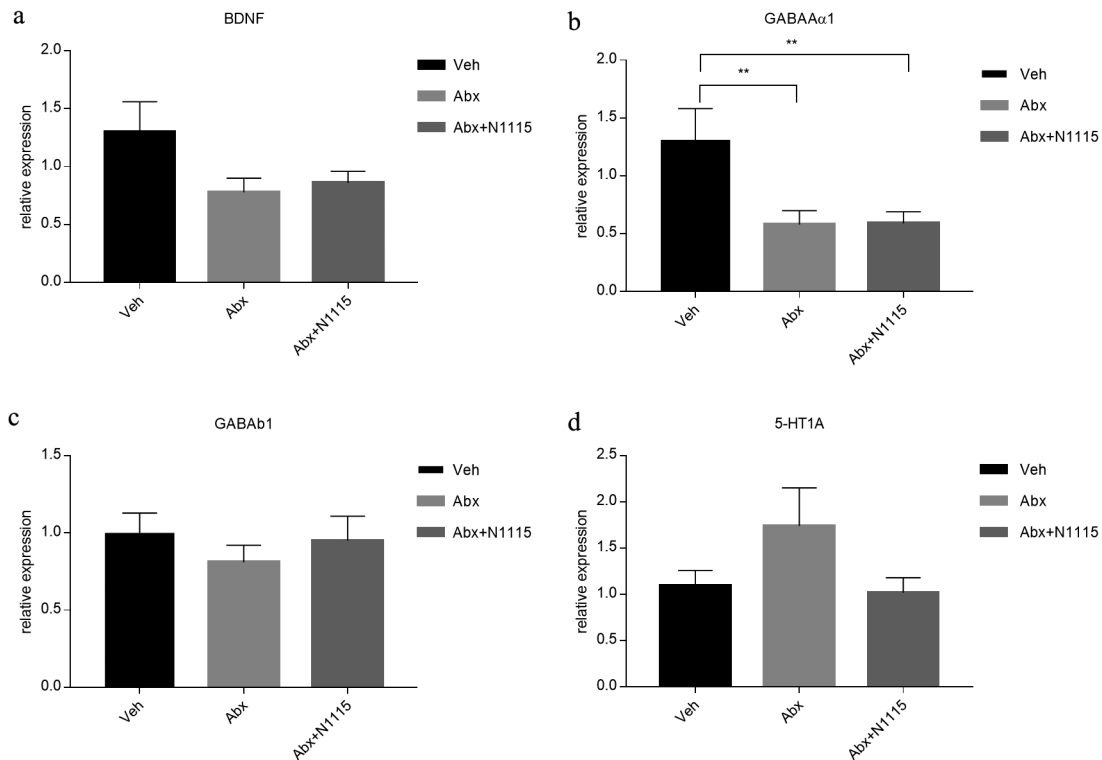 a
BDNF
2.0
1.5
1.0
0.5
0.0
relative expression
Veh
Abx
Abx+N1115
Veh
Abx
Abx+N1115
b
GABAAα1
2.0
1.5
1.0
0.5
0.0
relative expression
**
**
Veh
Abx
Abx+N1115
Veh
Abx
Abx+N1115
c
GABAb1
1.5
1.0
0.5
0.0
relative expression
Veh
Abx
Abx+N1115
Veh
Abx
Abx+N1115
d
5-HT1A
2.5
2.0
1.5
1.0
0.5
0.0
relative expression
Veh
Abx
Abx+N1115
Veh
Abx
Abx+N1115